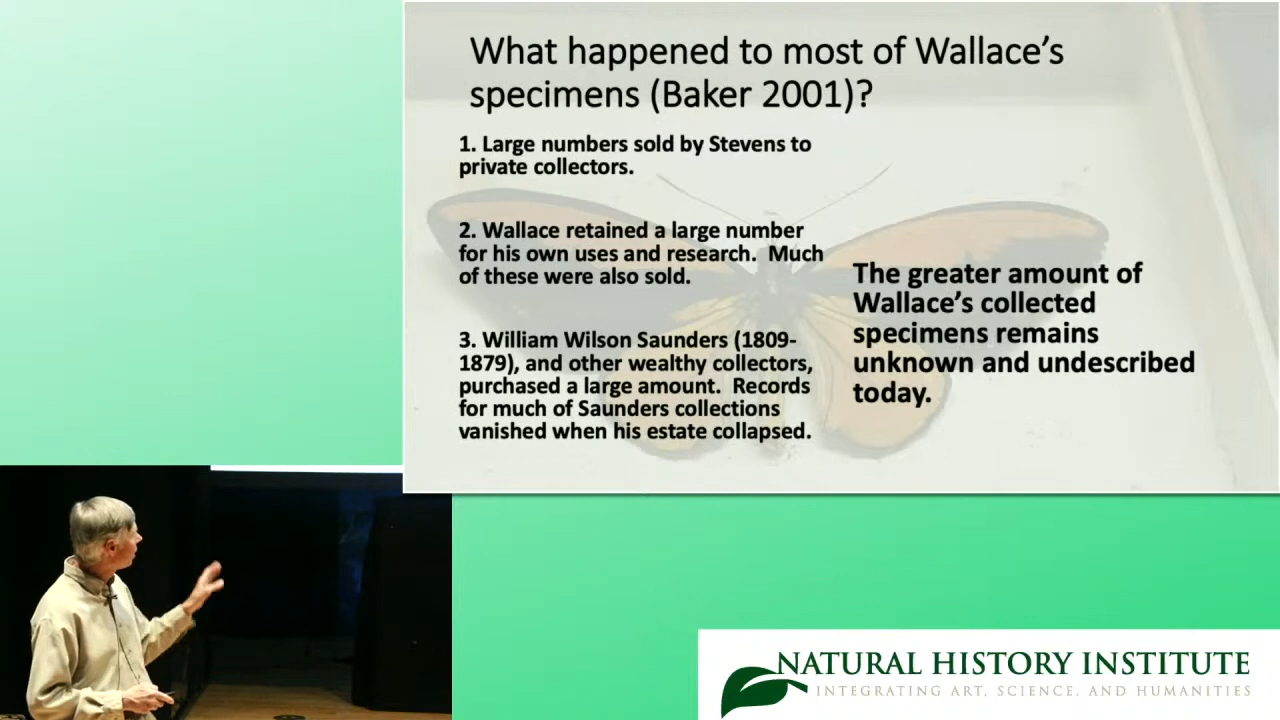 What happened to most of Wallace’s
specimens (Baker 2001)?
1. Large numbers sold by Stevens to
private collectors.
2. Wallace retained a large number
for his own uses and research.  Much
of these were also sold.
3. William Wilson Saunders (1809-
1879), and other wealthy collectors,
purchased a large amount.  Records
for much of Saunders collections
vanished when his estate collapsed.
The greater amount of
Wallace’s collected
specimens remains
unknown and undescribed
today.
NATURAL HISTORY INSTITUTE
INTEGRATING ART, SCIENCE, AND HUMANITIES